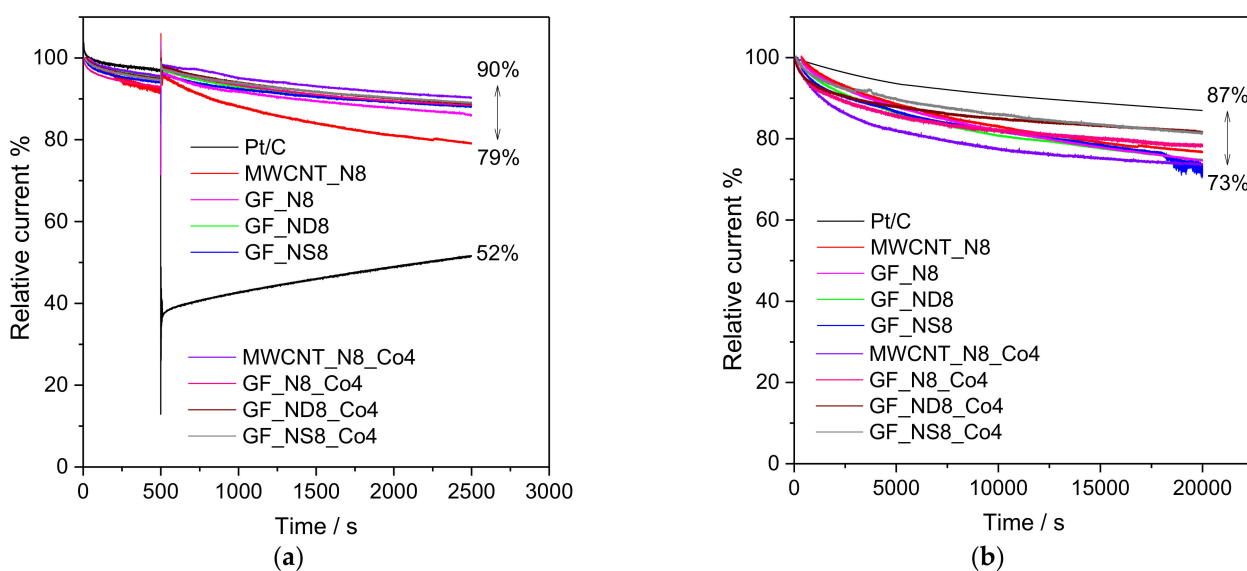 Relative current %
100
80
60
40
20
0
90%
79%
52%
Pt/C
MWCNT_N8
GF_N8
GF_ND8
GF_NS8
MWCNT_N8_Co4
GF_N8_Co4
GF_ND8_Co4
GF_NS8_Co4
0 500 1000 1500 2000 2500 3000
Time / s
(a)
Relative current %
100
80
60
40
20
0
87%
73%
Pt/C
MWCNT_N8
GF_N8
GF_ND8
GF_NS8
MWCNT_N8_Co4
GF_N8_Co4
GF_ND8_Co4
GF_NS8_Co4
0 5000 10000 15000 20000
Time / s
(b)